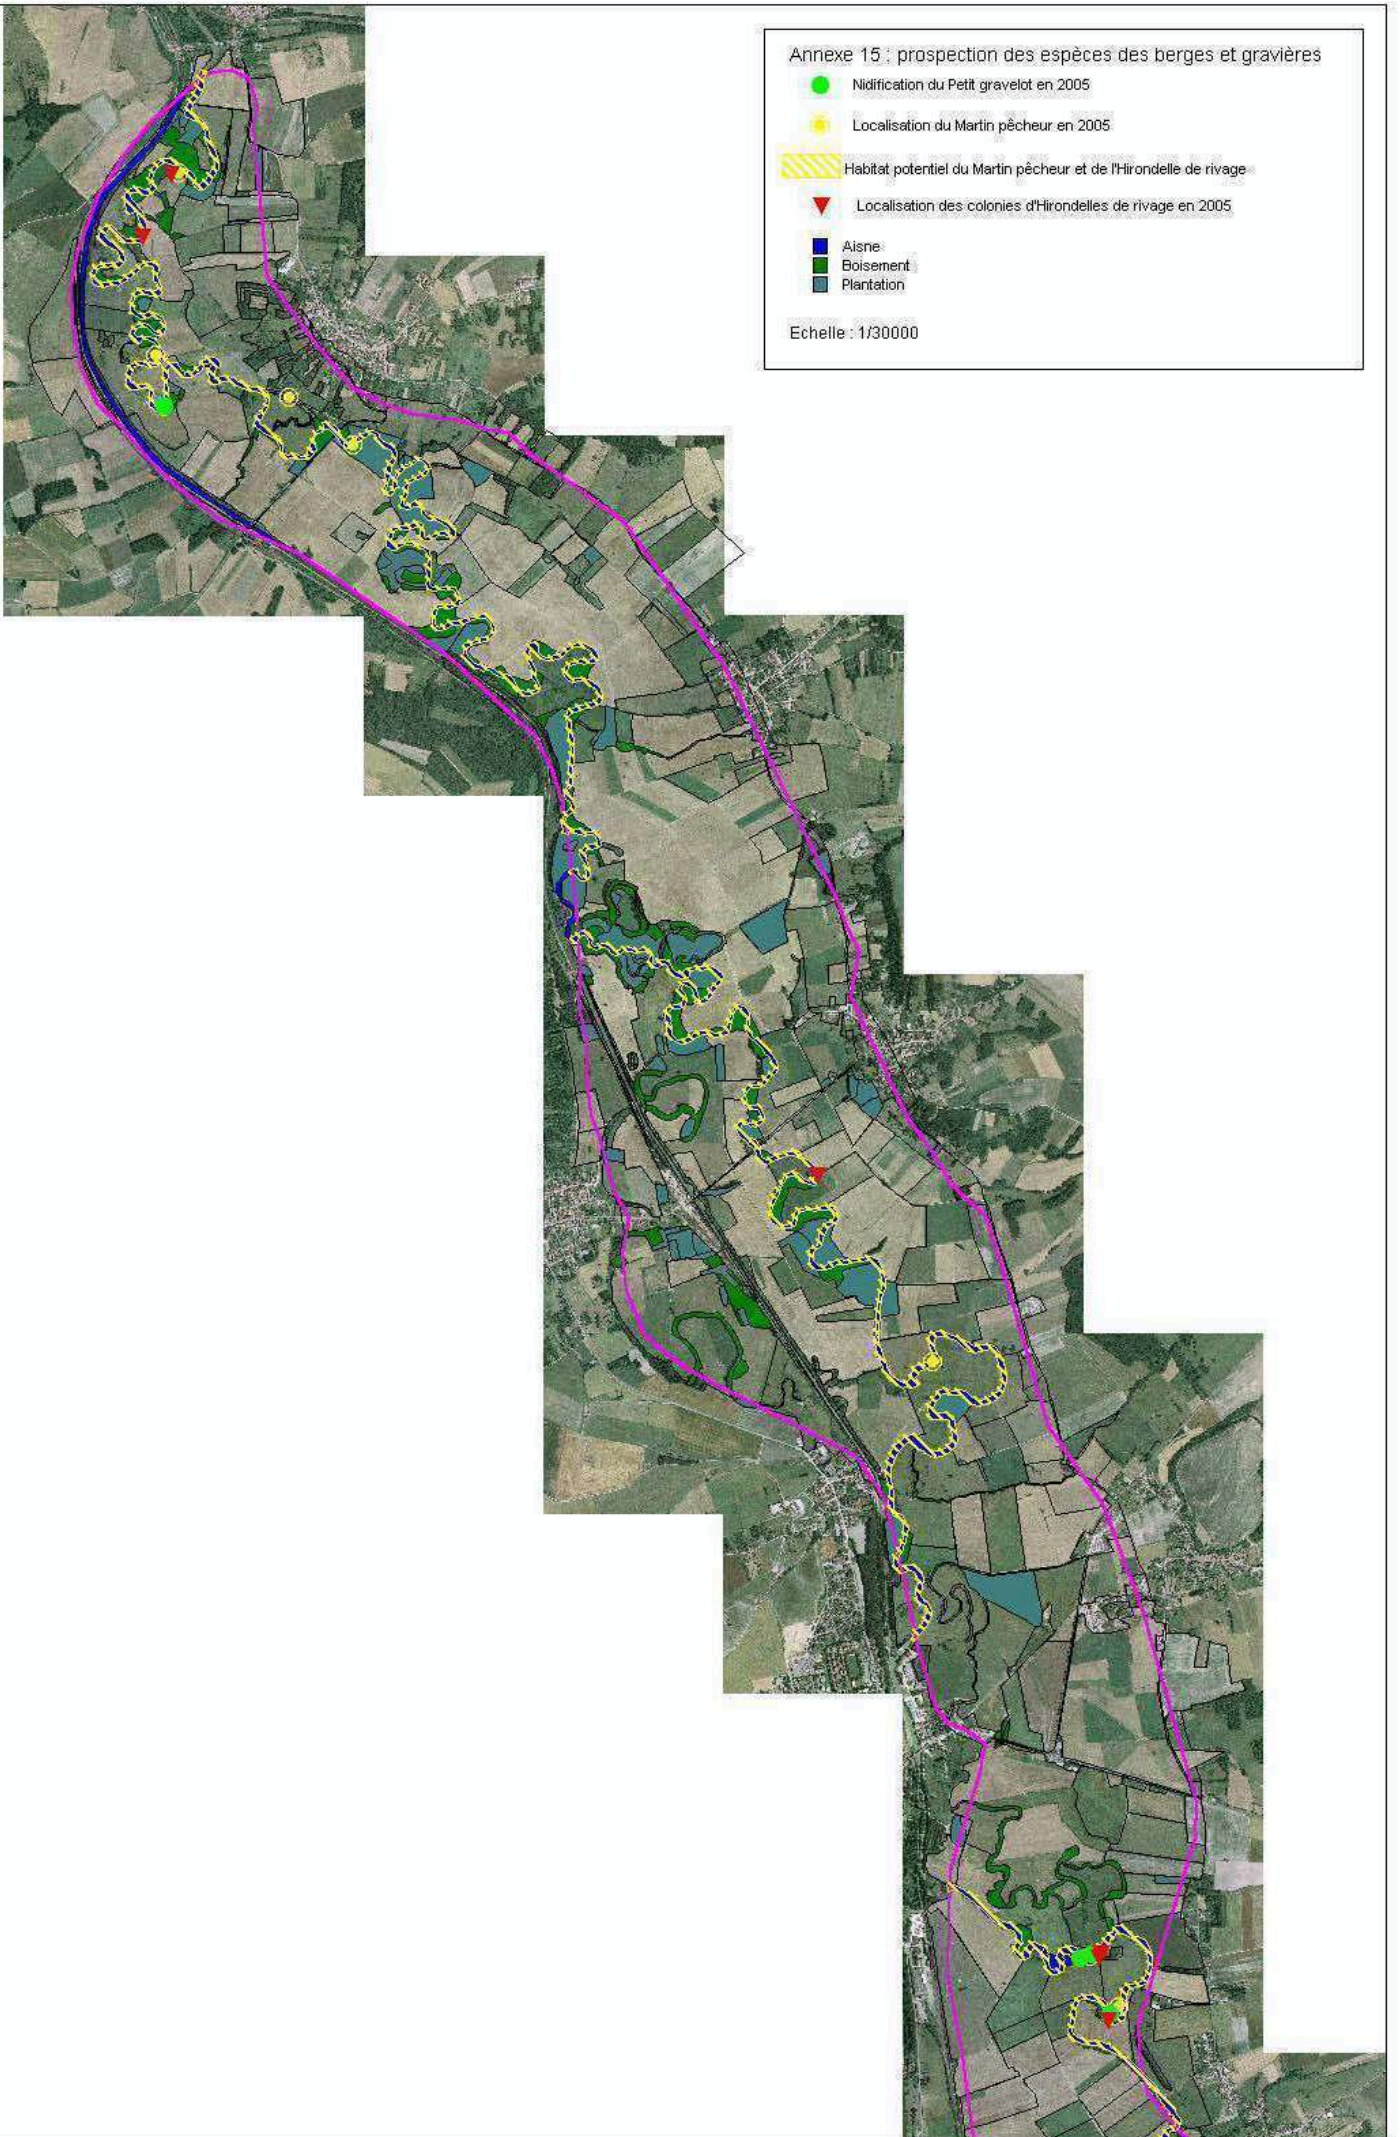 Annexe 15 : prospection des espèces des berges et gravières
Nidification du Petit gravelot en 2005
Localisation du Martin pêcheur en 2005
Habitat potentiel du Martin pêcheur et de l'Hirondelle de rivage
Localisation des colonies d'Hirondelles de rivage en 2005
Aisne
Boisement
Plantation
Echelle : 1/30000